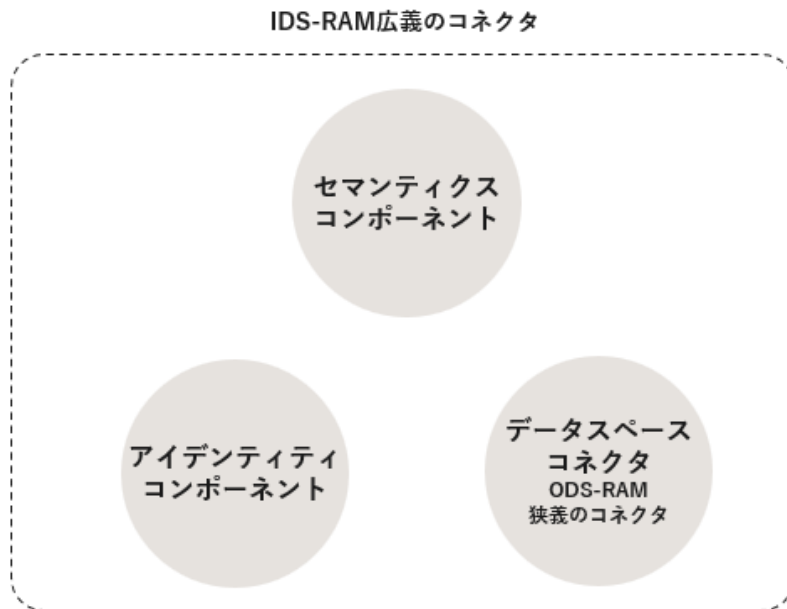 IDS-RAM広義のコネクタ
セマンティクス
コンポーネント
アイデンティティ
コンポーネント
データスペース
コネクタ
ODS-RAM
狭義のコネクタ